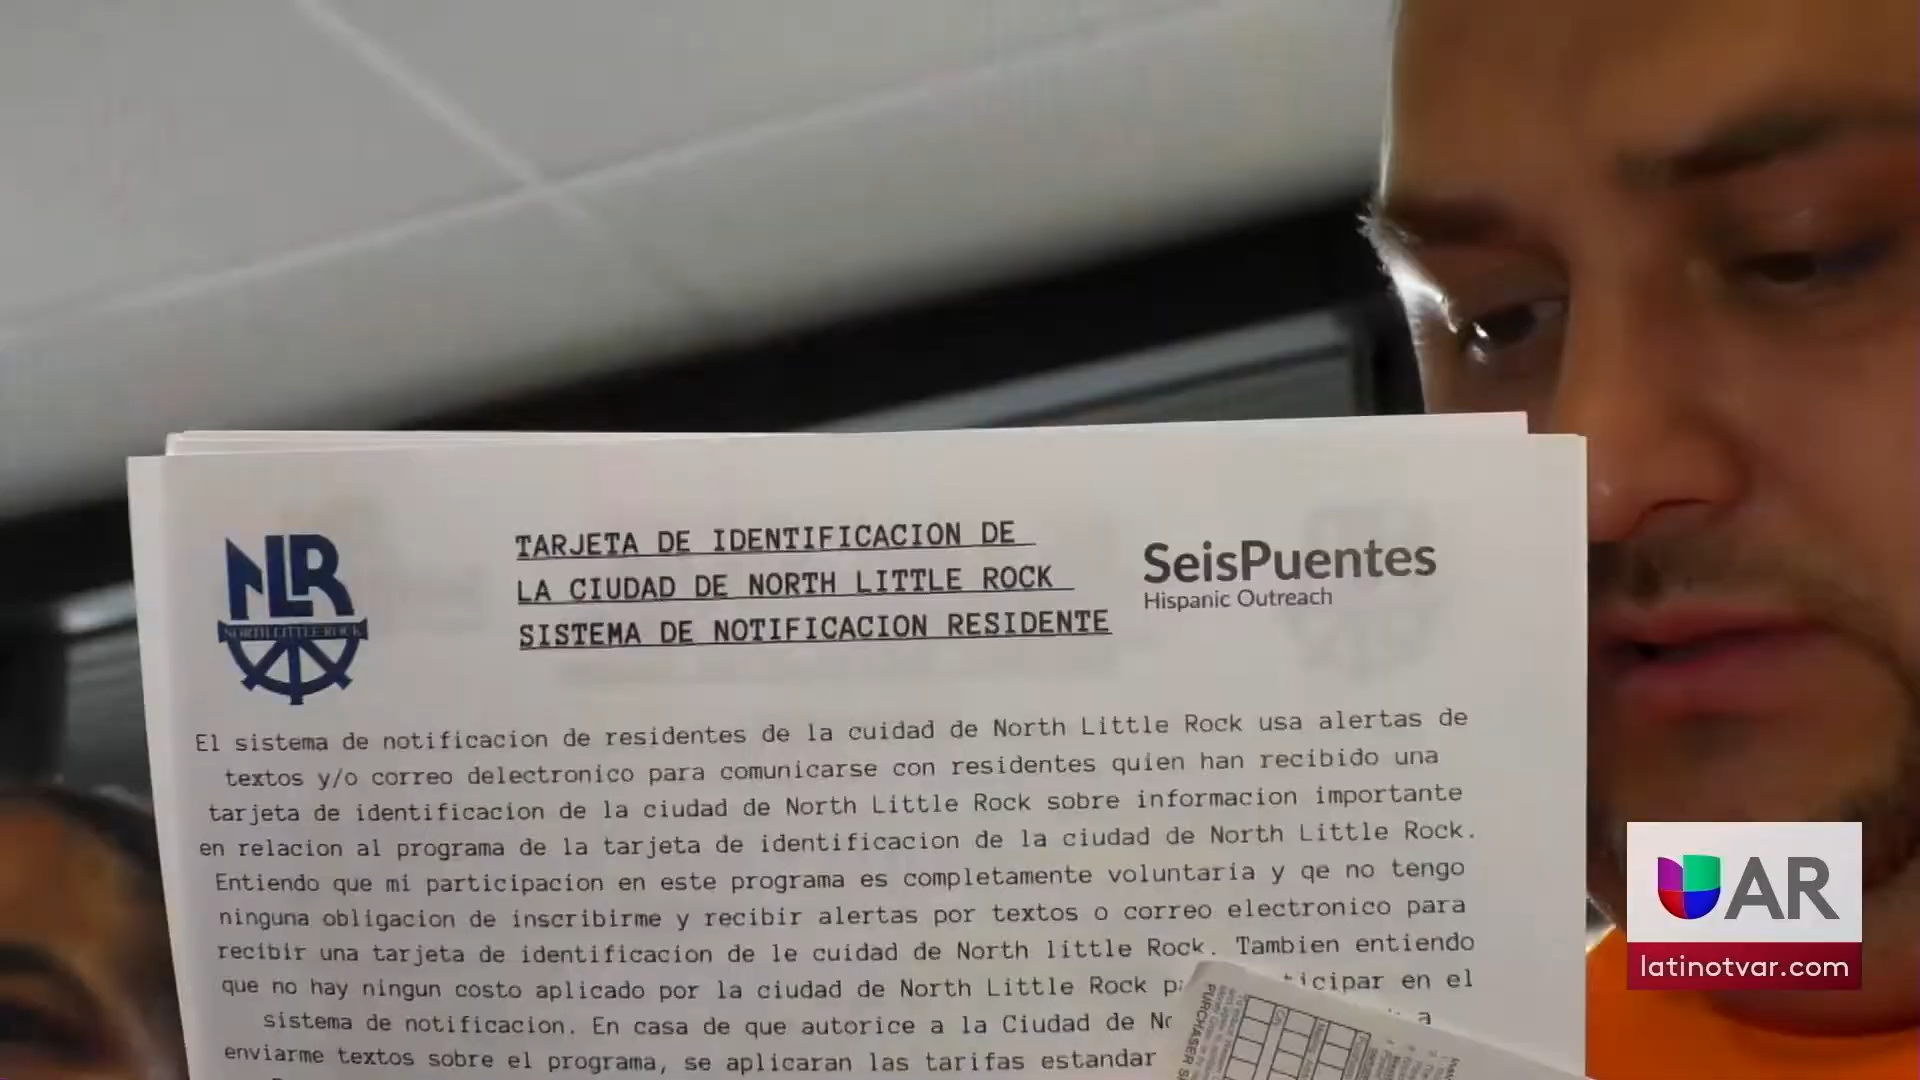 NLR
NORTH LITTLE ROCK
TARJETA DE IDENTIFICACION DE
LA CIUDAD DE NORTH LITTLE ROCK
SISTEMA DE NOTIFICACION RESIDENTE
SeisPuentes
Hispanic Outreach
El sistema de notificacion de residentes de la cuidad de North Little Rock usa alertas de
textos y/o correo delectronico para comunicarse con residentes quien han recibido una
tarjeta de identificacion de la ciudad de North Little Rock sobre informacion importante
en relacion al programa de la tarjeta de identificacion de la ciudad de North Little Rock.
Entiendo que mi participacion en este programa es completamente voluntaria y qe no tengo
ninguna obligacion de inscribirme y recibir alertas por textos o correo electronico para
recibir una tarjeta de identificacion de le cuidad de North little Rock. Tambien entiendo
que no hay ningun costo aplicado por la ciudad de North Little Rock pa ticipar en el
sistema de notificacion. En casa de que autorice a la Ciudad de No a
enviarme textos sobre el programa, se aplicaran las tarifas estandar
PURCHASER
AR
latinotvar.com